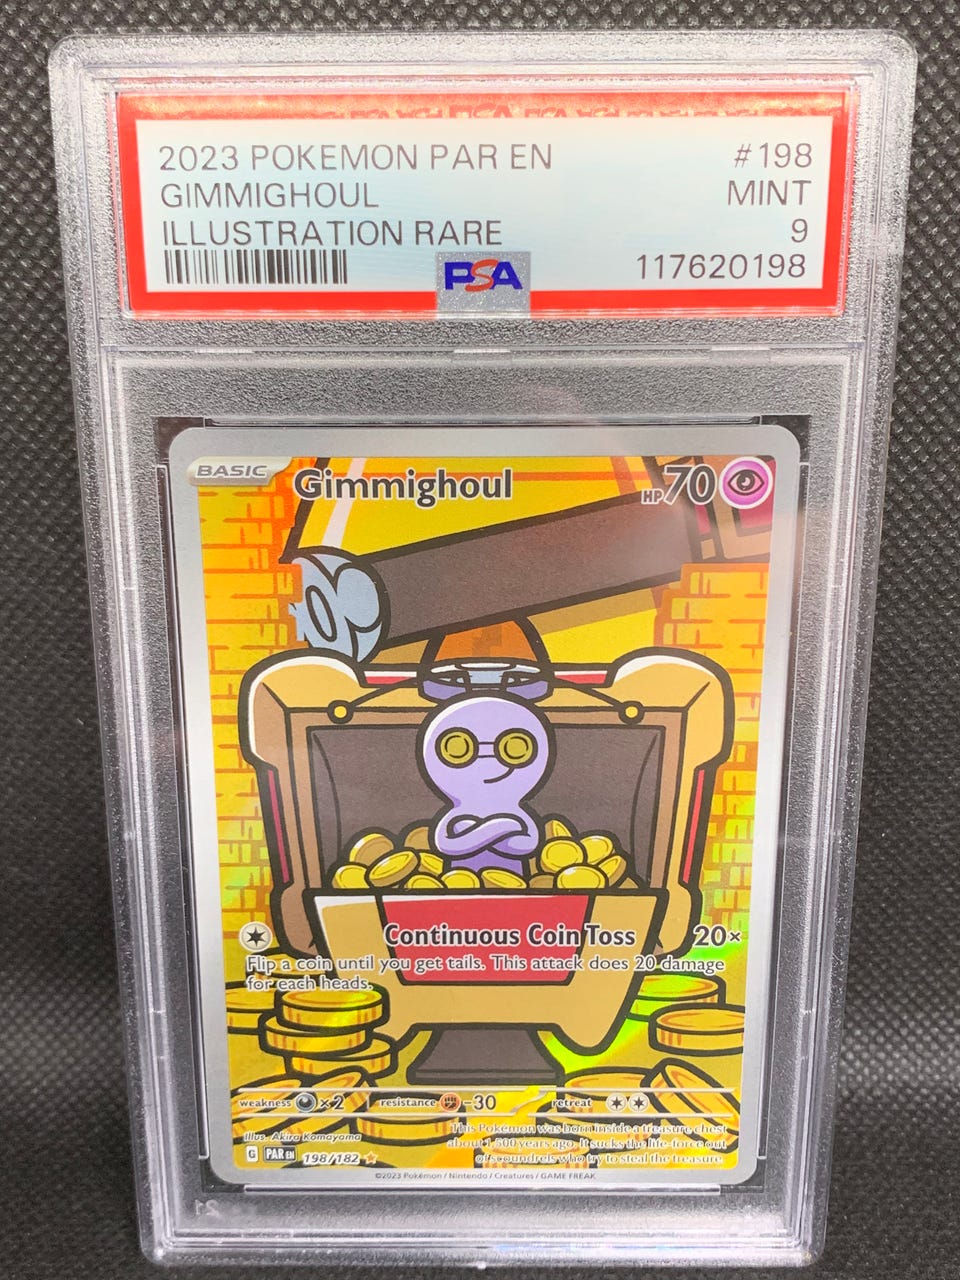 2023 POKEMON PAR EN #198
GIMMIGHOUL MINT
ILLUSTRATION RARE 9
PSA 117620198
BASIC Gimmighoul HP70
Continuous Coin Toss 20×
Flip a coin until you get tails. This attack does 20 damage
for each heads.
weakness ×2 resistance -30 retreat
Illus. Akira Komayama
This Pokémon was born inside a treasure chest
about 1,500 years ago. It sucks the life-force out
of scoundrels who try to steal the treasure.
G PAR EN 198/182
©2023 Pokémon / Nintendo / Creatures / GAME FREAK